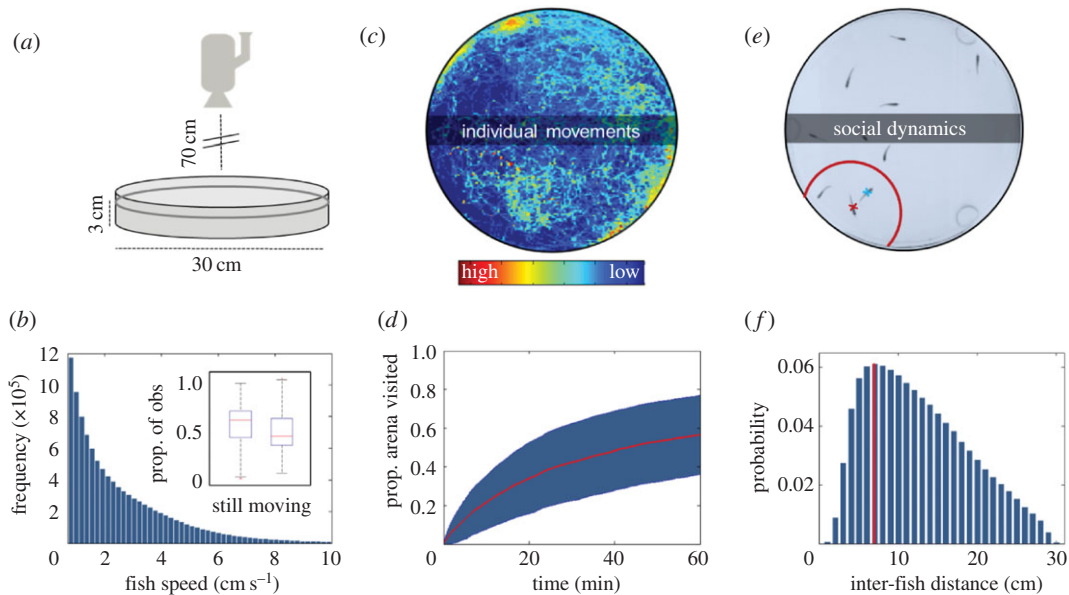 (a)
70 cm
3 cm
30 cm
(b)
frequency (×10⁵)
12
10
8
6
4
2
0
prop. of obs
1.0
0.5
0
still moving
2
4
6
8
10
fish speed (cm s⁻¹)
(c)
individual movements
high
low
(d)
prop. arena visited
1.0
0.8
0.6
0.4
0.2
0
20
40
60
time (min)
(e)
social dynamics
(f)
probability
0.06
0.04
0.02
0
10
20
30
inter-fish distance (cm)